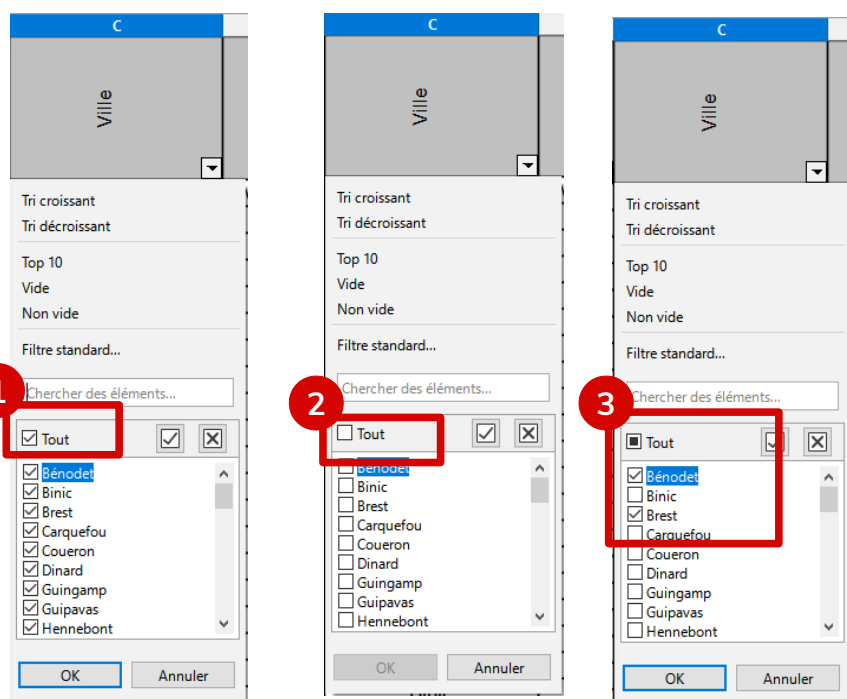 C
Ville
Tri croissant
Tri décroissant
Top 10
Vide
Non vide
Filtre standard...
Chercher des éléments...
1
Tout
Bénodet
Binic
Brest
Carquefou
Coueron
Dinard
Guingamp
Guipavas
Hennebont
OK Annuler
C
Ville
Tri croissant
Tri décroissant
Top 10
Vide
Non vide
Filtre standard...
Chercher des éléments...
2
Tout
Bénodet
Binic
Brest
Carquefou
Coueron
Dinard
Guingamp
Guipavas
Hennebont
OK Annuler
C
Ville
Tri croissant
Tri décroissant
Top 10
Vide
Non vide
Filtre standard...
Chercher des éléments...
3
Tout
Bénodet
Binic
Brest
Carquefou
Coueron
Dinard
Guingamp
Guipavas
Hennebont
OK Annuler